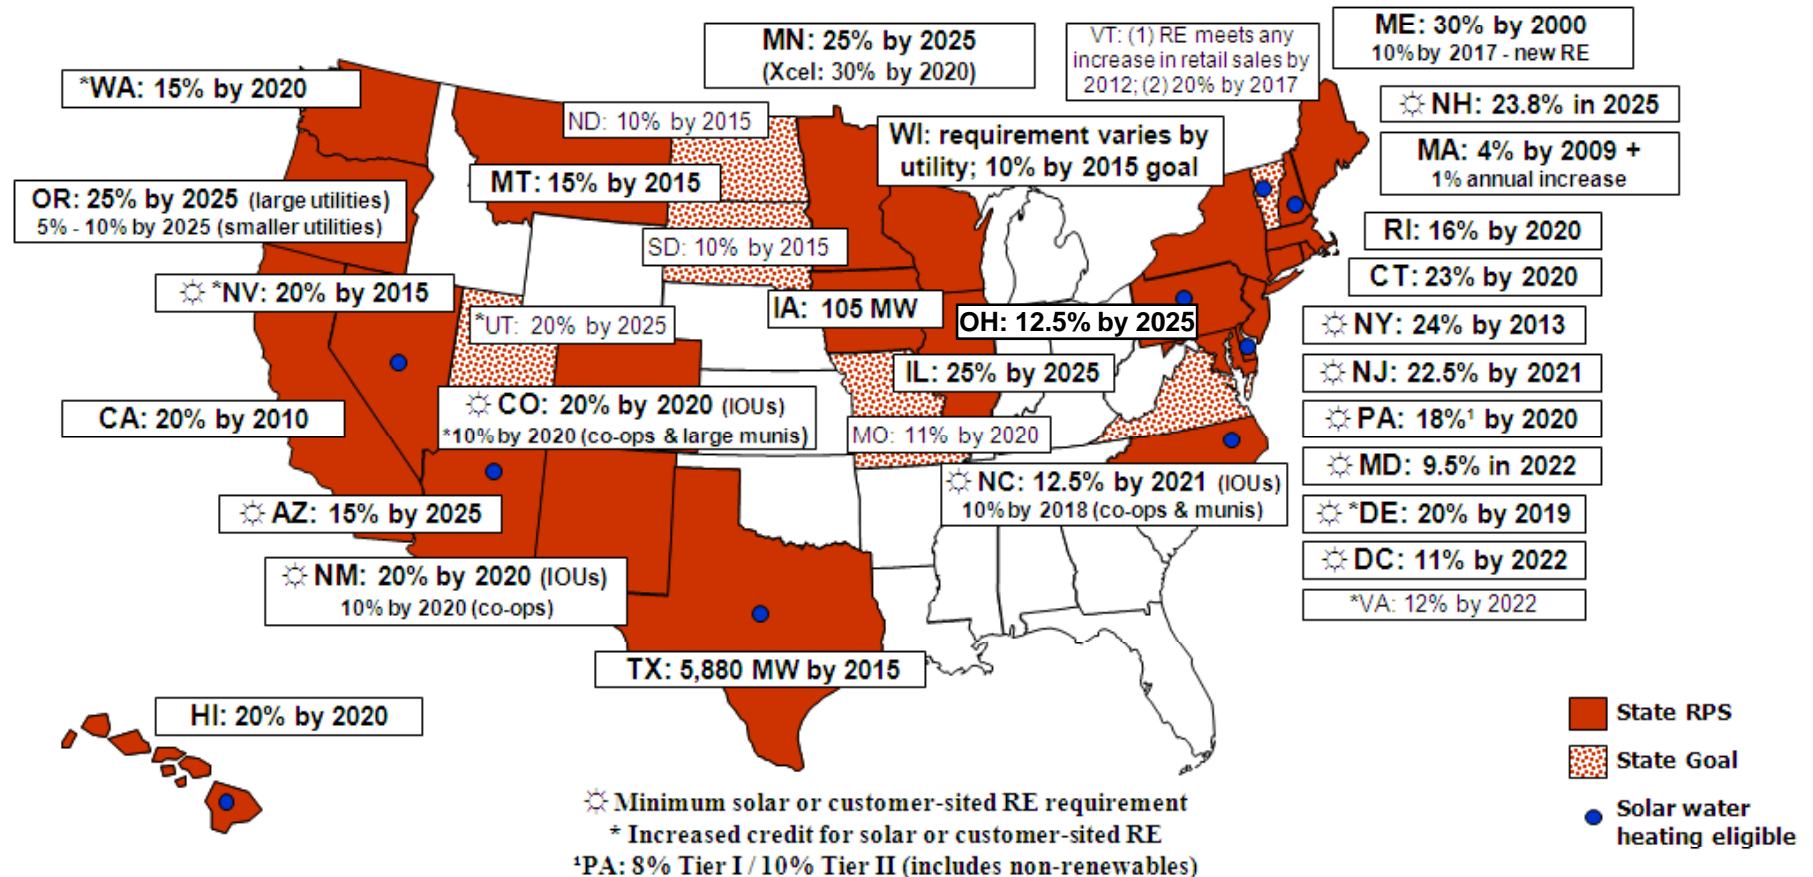 MN: 25% by 2025
(Xcel: 30% by 2020)
VT: (1) RE meets any
increase in retail sales by
2012; (2) 20% by 2017
ME: 30% by 2000
10% by 2017 - new RE
*WA: 15% by 2020
☼ NH: 23.8% in 2025
ND: 10% by 2015
WI: requirement varies by
utility; 10% by 2015 goal
MA: 4% by 2009 +
1% annual increase
MT: 15% by 2015
OR: 25% by 2025 (large utilities)
5% - 10% by 2025 (smaller utilities)
RI: 16% by 2020
SD: 10% by 2015
CT: 23% by 2020
☼ *NV: 20% by 2015
IA: 105 MW
OH: 12.5% by 2025
☼ NY: 24% by 2013
*UT: 20% by 2025
IL: 25% by 2025
☼ NJ: 22.5% by 2021
☼ CO: 20% by 2020 (IOUs)
*10% by 2020 (co-ops & large munis)
CA: 20% by 2010
MO: 11% by 2020
☼ PA: 18%¹ by 2020
☼ MD: 9.5% in 2022
☼ NC: 12.5% by 2021 (IOUs)
10% by 2018 (co-ops & munis)
☼ AZ: 15% by 2025
☼ *DE: 20% by 2019
☼ DC: 11% by 2022
☼ NM: 20% by 2020 (IOUs)
10% by 2020 (co-ops)
*VA: 12% by 2022
TX: 5,880 MW by 2015
HI: 20% by 2020
State RPS
State Goal
Solar water
heating eligible
☼ Minimum solar or customer-sited RE requirement
* Increased credit for solar or customer-sited RE
¹PA: 8% Tier I / 10% Tier II (includes non-renewables)